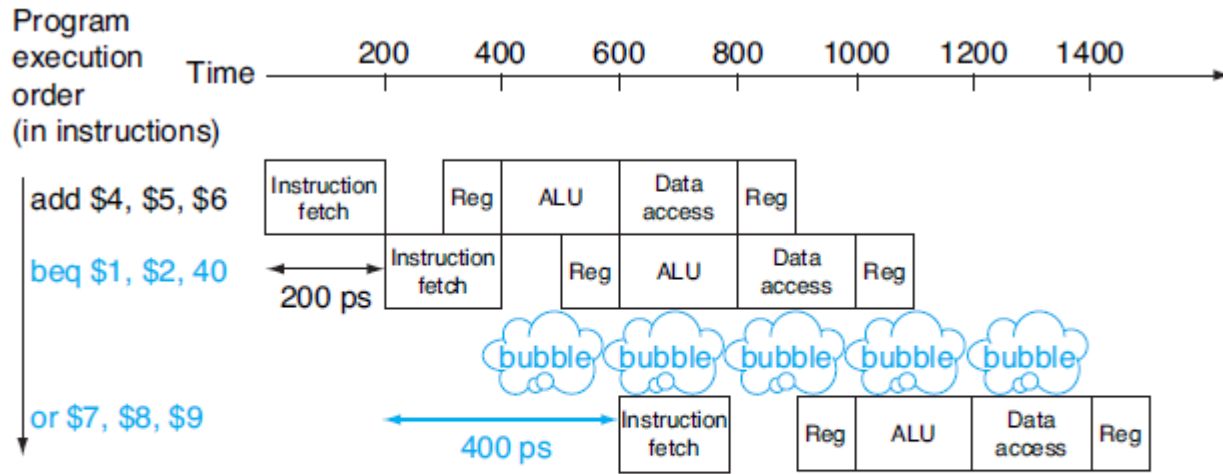 Program
execution
order
(in instructions)
Time
200 400 600 800 1000 1200 1400
add $4, $5, $6
Instruction
fetch
Reg
ALU
Data
access
Reg
beq $1, $2, 40
200 ps
Instruction
fetch
Reg
ALU
Data
access
Reg
bubble bubble bubble bubble bubble
or $7, $8, $9
400 ps
Instruction
fetch
Reg
ALU
Data
access
Reg